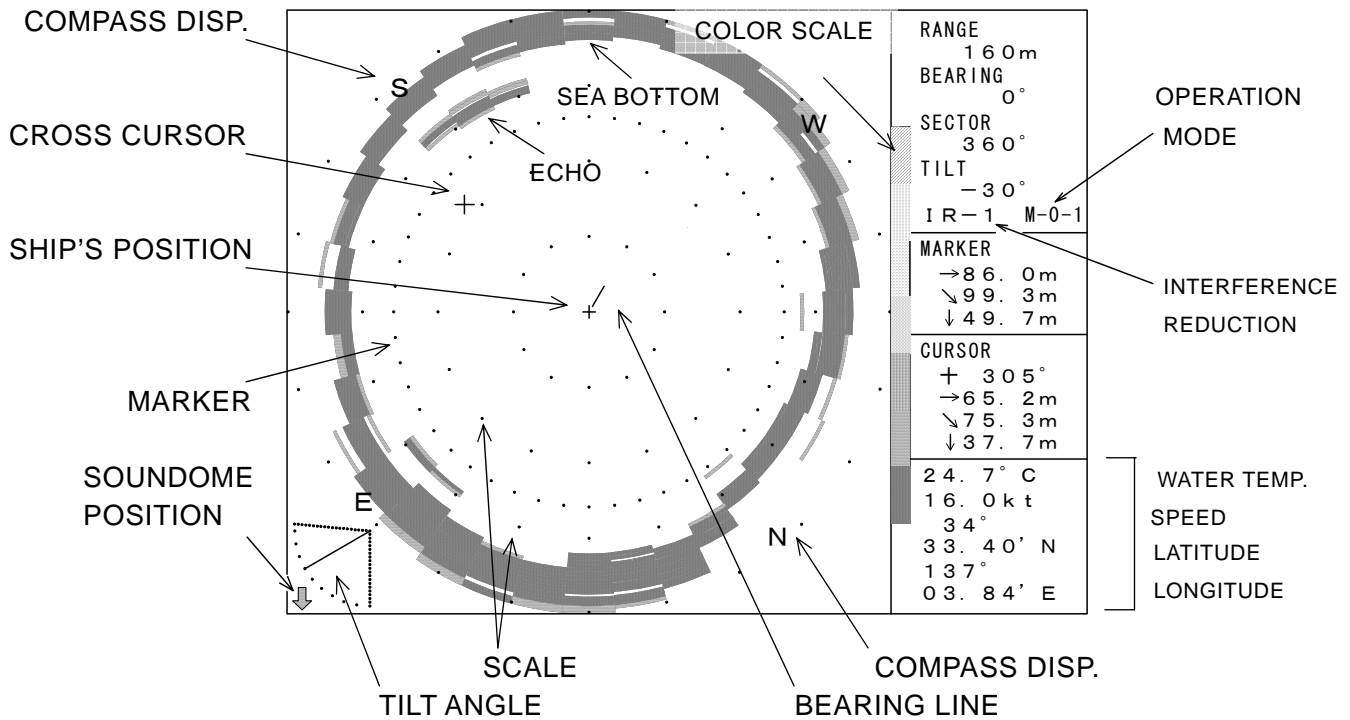 COMPASS DISP.
CROSS CURSOR
SHIP'S POSITION
MARKER
SOUNDOME
POSITION
S
W
E
N
COLOR SCALE
SEA BOTTOM
ECHO
RANGE
160m
BEARING
0°
SECTOR
360°
TILT
−30°
IR−1 M-0-1
MARKER
→86. 0m
↘99. 3m
↓49. 7m
CURSOR
+ 305°
→65. 2m
↘75. 3m
↓37. 7m
24. 7° C
16. 0kt
34°
33. 40' N
137°
03. 84' E
OPERATION
MODE
INTERFERENCE
REDUCTION
WATER TEMP.
SPEED
LATITUDE
LONGITUDE
SCALE
TILT ANGLE
COMPASS DISP.
BEARING LINE